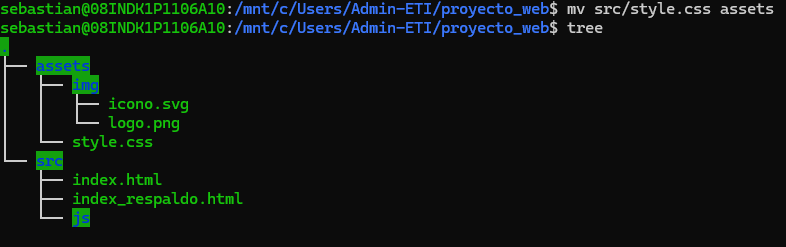 sebastian@08INDK1P1106A10:/mnt/c/Users/Admin-ETI/proyecto_web$ mv src/style.css assets
sebastian@08INDK1P1106A10:/mnt/c/Users/Admin-ETI/proyecto_web$ tree
.
├── assets
│   ├── img
│   │   ├── icono.svg
│   │   └── logo.png
│   └── style.css
└── src
    ├── index.html
    ├── index_respaldo.html
    └── js